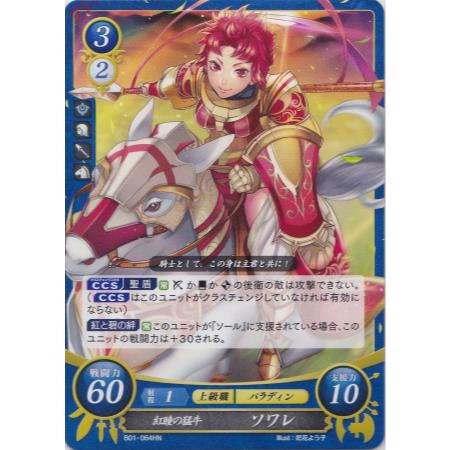 3
2
騎士として、この身は主君と共に！
CCS 聖盾 常 か か の後衛の敵は攻撃できない。
（CCSはこのユニットがクラスチェンジしていなければ有効にならない）
紅と碧の絆 常 このユニットが『ソール』に支援されている場合、このユニットの戦闘力は＋30される。
戦闘力
60
射程 1
上級職 パラディン
支援力
10
紅瞳の猛牛 ソワレ
B01-064HN
Illust：